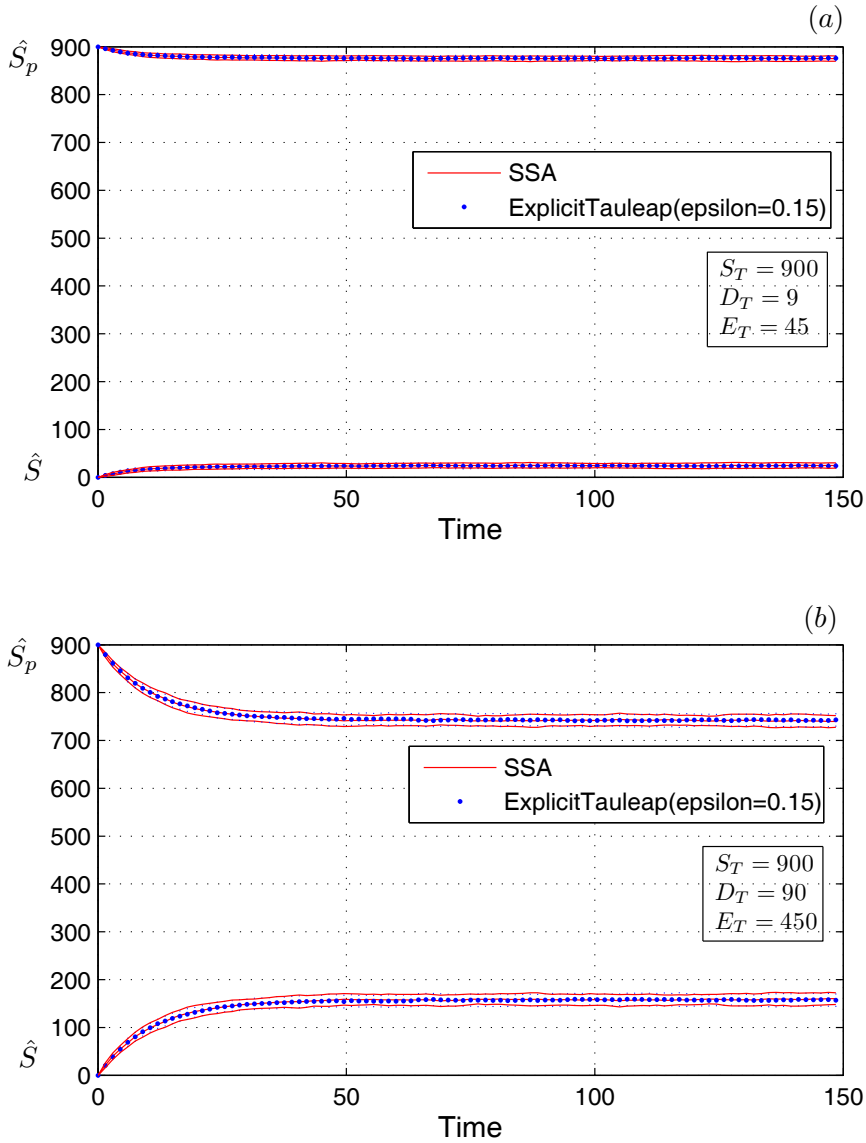 (a)
900
Ŝ_p
800
700
600
500
400
300
200
100
Ŝ
0
SSA
ExplicitTauleap(epsilon=0.15)
S_T = 900
D_T = 9
E_T = 45
0 50 100 150
Time
(b)
900
Ŝ_p
800
700
600
500
400
300
200
100
Ŝ
0
SSA
ExplicitTauleap(epsilon=0.15)
S_T = 900
D_T = 90
E_T = 450
0 50 100 150
Time